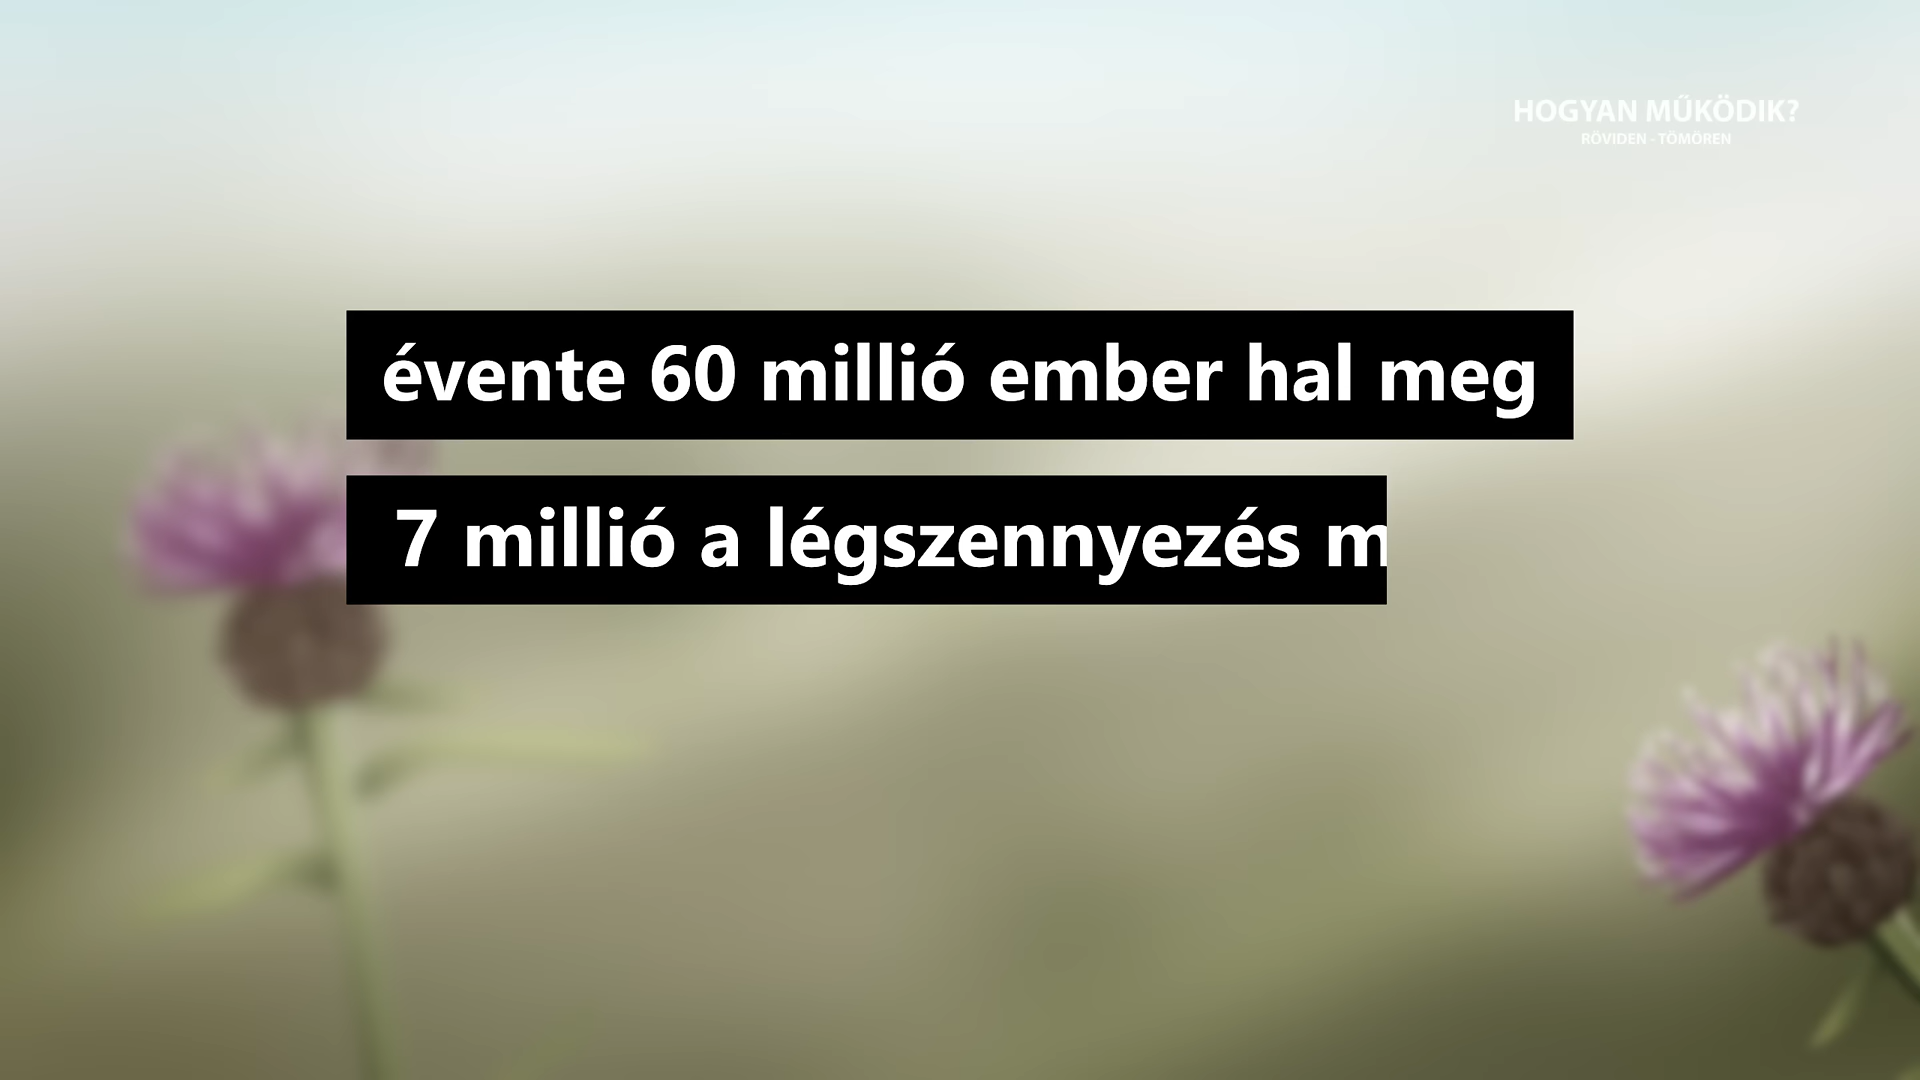 HOGYAN MŰKÖDIK?
RÖVIDEN - TÖMÖREN
évente 60 millió ember hal meg
7 millió a légszennyezés m